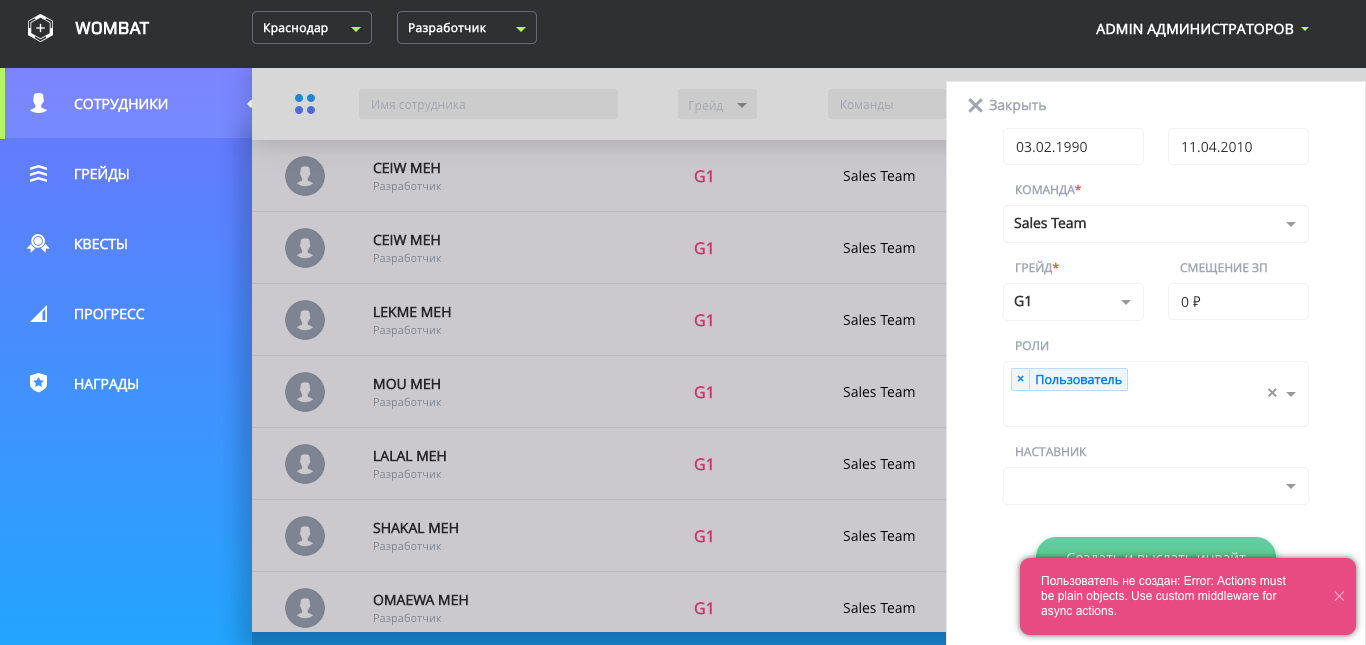 WOMBAT
Краснодар
Разработчик
ADMIN АДМИНИСТРАТОРОВ
СОТРУДНИКИ
ГРЕЙДЫ
КВЕСТЫ
ПРОГРЕСС
НАГРАДЫ
Имя сотрудника
Грейд
Команды
CEIW MEH
Разработчик
G1
Sales Team
CEIW MEH
Разработчик
G1
Sales Team
LEKME MEH
Разработчик
G1
Sales Team
MOU MEH
Разработчик
G1
Sales Team
LALAL MEH
Разработчик
G1
Sales Team
SHAKAL MEH
Разработчик
G1
Sales Team
OMAEWA MEH
Разработчик
G1
Sales Team
Закрыть
03.02.1990
11.04.2010
КОМАНДА*
Sales Team
ГРЕЙД*
СМЕЩЕНИЕ ЗП
G1
0 ₽
РОЛИ
× Пользователь
НАСТАВНИК
Создать и выслать инвайт
Пользователь не создан: Error: Actions must
be plain objects. Use custom middleware for
async actions.